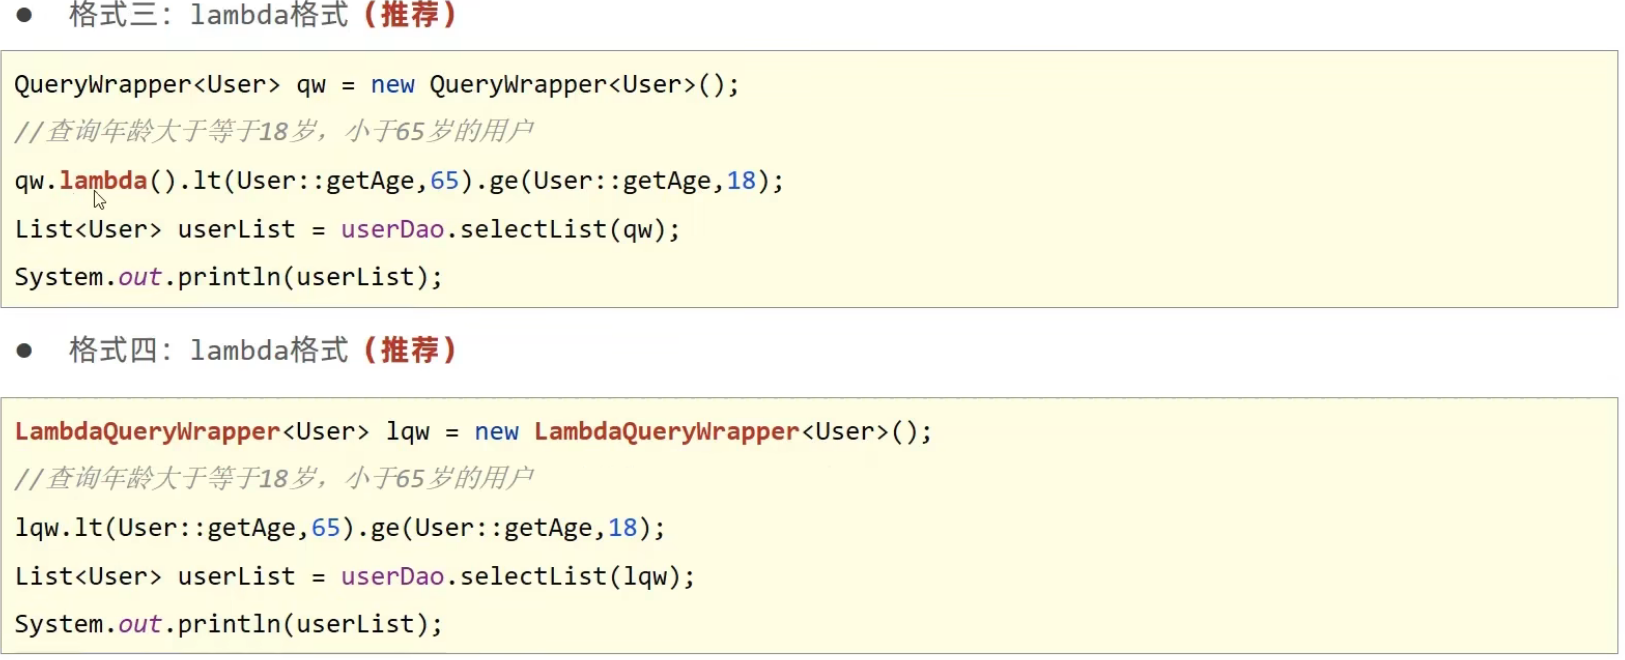 ● 格式三：lambda格式（推荐）
QueryWrapper<User> qw = new QueryWrapper<User>();
//查询年龄大于等于18岁，小于65岁的用户
qw.lambda().lt(User::getAge,65).ge(User::getAge,18);
List<User> userList = userDao.selectList(qw);
System.out.println(userList);
● 格式四：lambda格式（推荐）
LambdaQueryWrapper<User> lqw = new LambdaQueryWrapper<User>();
//查询年龄大于等于18岁，小于65岁的用户
lqw.lt(User::getAge,65).ge(User::getAge,18);
List<User> userList = userDao.selectList(lqw);
System.out.println(userList);